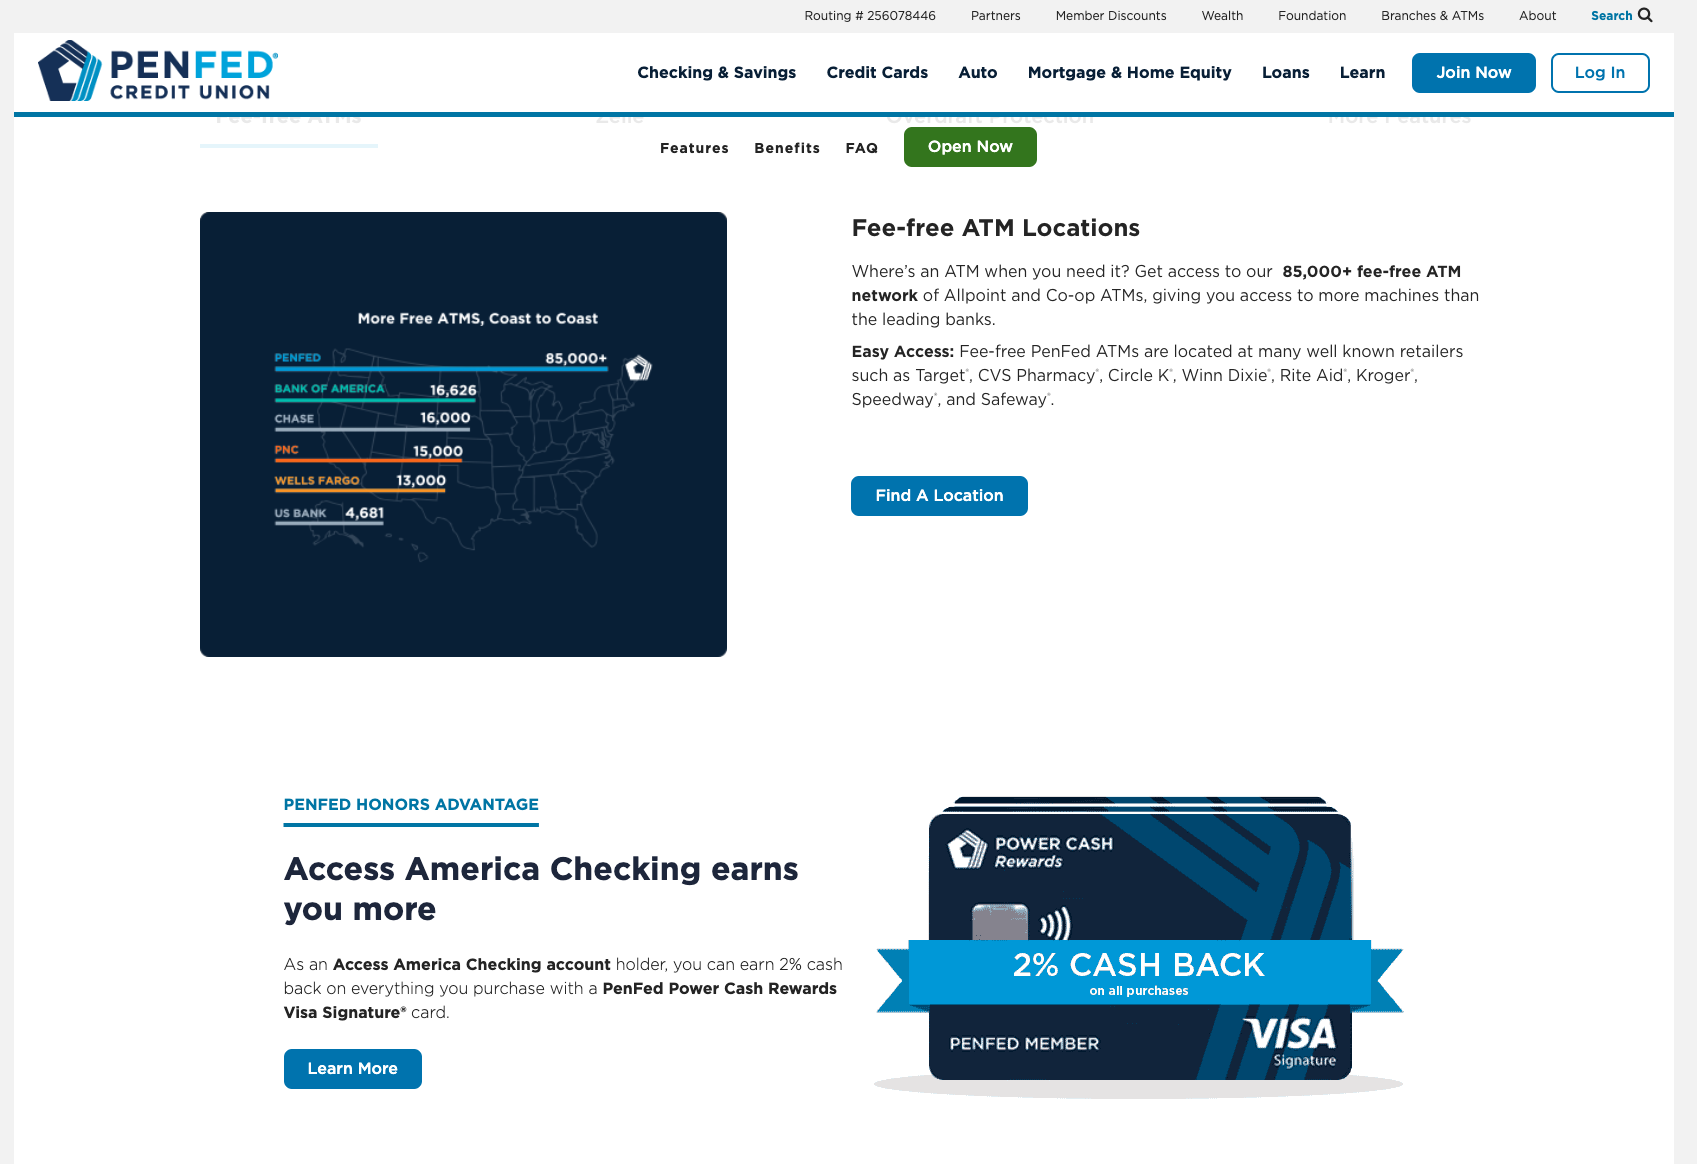 Routing # 256078446 Partners Member Discounts Wealth Foundation Branches & ATMs About Search
PENFED®
CREDIT UNION
Checking & Savings Credit Cards Auto Mortgage & Home Equity Loans Learn Join Now Log In
Fee-free ATMs Zelle Overdraft Protection More Features
Features Benefits FAQ Open Now
More Free ATMS, Coast to Coast
PENFED 85,000+
BANK OF AMERICA 16,626
CHASE 16,000
PNC 15,000
WELLS FARGO 13,000
US BANK 4,681
Fee-free ATM Locations
Where’s an ATM when you need it? Get access to our 85,000+ fee-free ATM
network of Allpoint and Co-op ATMs, giving you access to more machines than
the leading banks.
Easy Access: Fee-free PenFed ATMs are located at many well known retailers
such as Target®, CVS Pharmacy®, Circle K®, Winn Dixie®, Rite Aid®, Kroger®,
Speedway®, and Safeway®.
Find A Location
PENFED HONORS ADVANTAGE
Access America Checking earns
you more
As an Access America Checking account holder, you can earn 2% cash
back on everything you purchase with a PenFed Power Cash Rewards
Visa Signature® card.
Learn More
POWER CASH
Rewards
2% CASH BACK
on all purchases
PENFED MEMBER
VISA
Signature